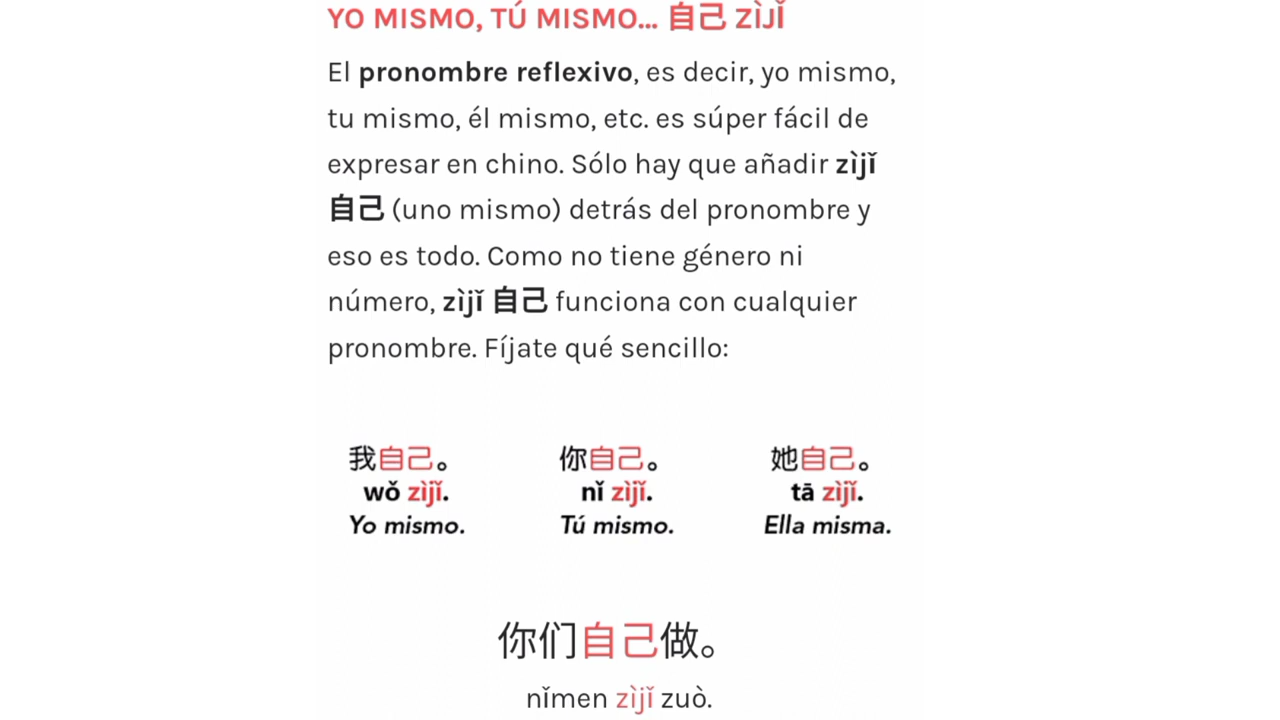 YO MISMO, TÚ MISMO... 自己 ZÌJǏ
El pronombre reflexivo, es decir, yo mismo,
tu mismo, él mismo, etc. es súper fácil de
expresar en chino. Sólo hay que añadir zìjǐ
自己 (uno mismo) detrás del pronombre y
eso es todo. Como no tiene género ni
número, zìjǐ 自己 funciona con cualquier
pronombre. Fíjate qué sencillo:
我自己。 你自己。 她自己。
wǒ zìjǐ. nǐ zìjǐ. tā zìjǐ.
Yo mismo. Tú mismo. Ella misma.
你们自己做。
nǐmen zìjǐ zuò.